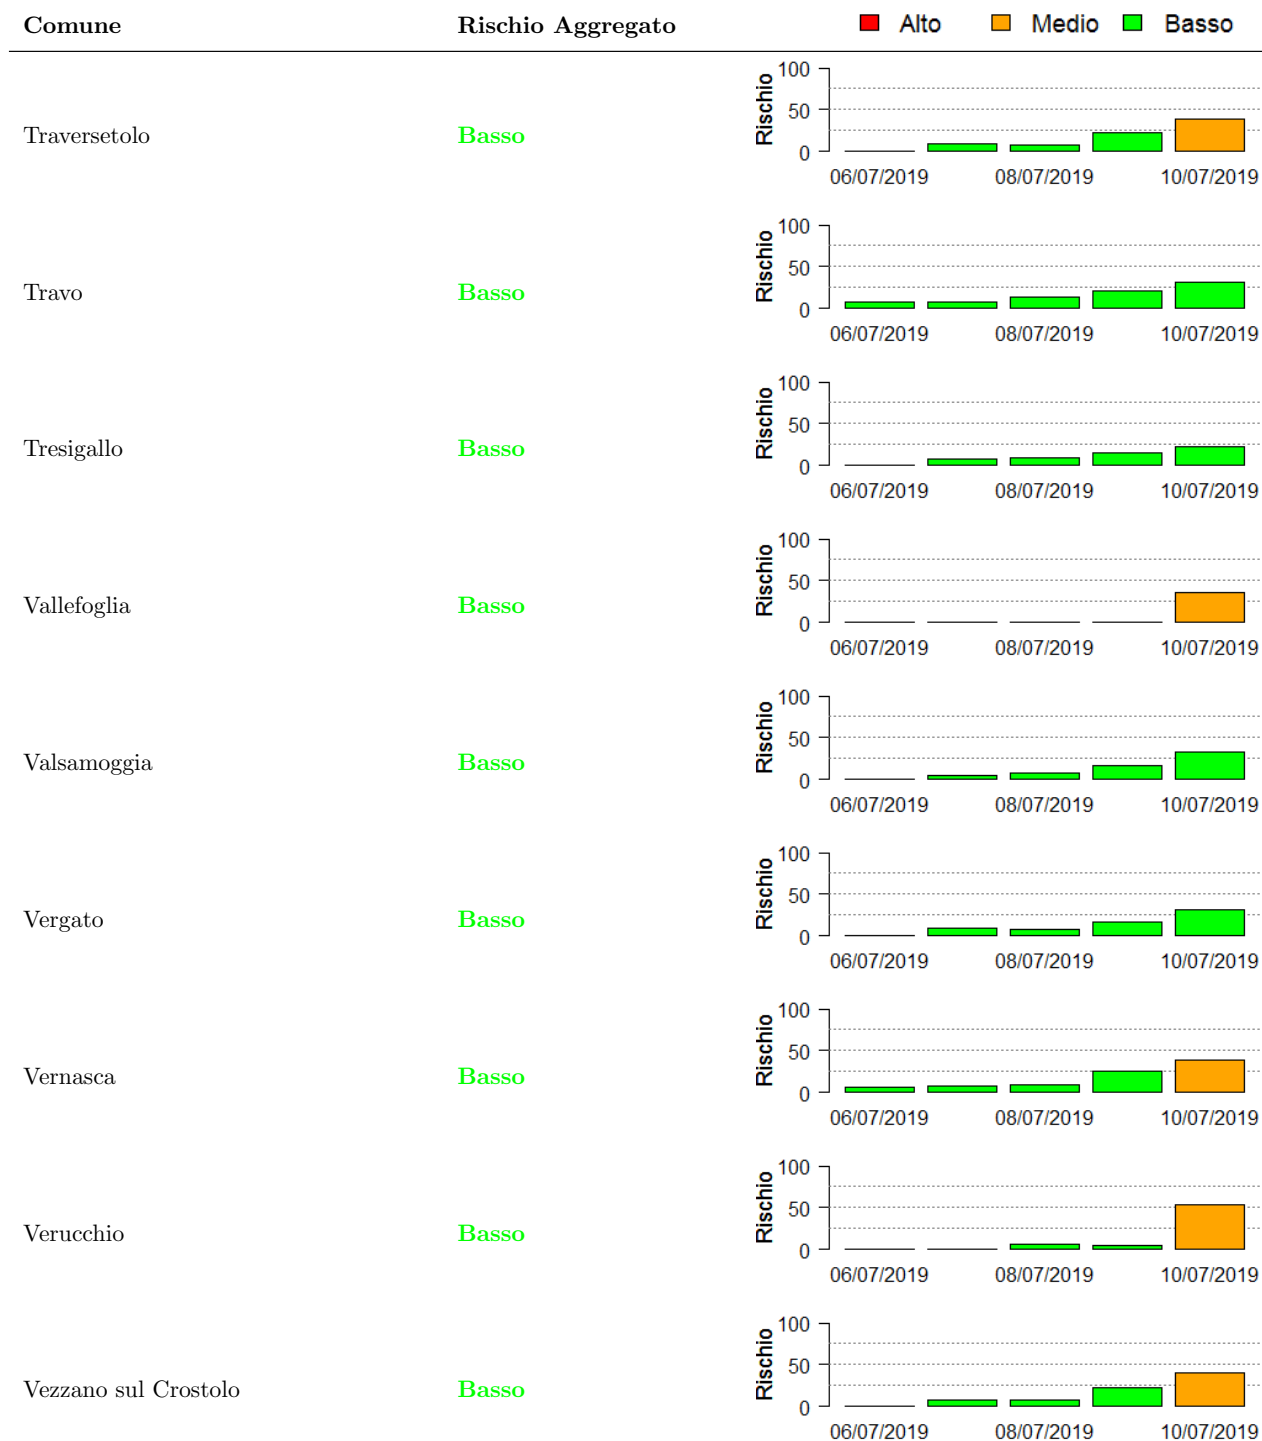 Comune Rischio Aggregato Alto Medio Basso
Traversetolo Basso Rischio 100 50 0
06/07/2019 08/07/2019 10/07/2019
Travo Basso Rischio 100 50 0
06/07/2019 08/07/2019 10/07/2019
Tresigallo Basso Rischio 100 50 0
06/07/2019 08/07/2019 10/07/2019
Vallefoglia Basso Rischio 100 50 0
06/07/2019 08/07/2019 10/07/2019
Valsamoggia Basso Rischio 100 50 0
06/07/2019 08/07/2019 10/07/2019
Vergato Basso Rischio 100 50 0
06/07/2019 08/07/2019 10/07/2019
Vernasca Basso Rischio 100 50 0
06/07/2019 08/07/2019 10/07/2019
Verucchio Basso Rischio 100 50 0
06/07/2019 08/07/2019 10/07/2019
Vezzano sul Crostolo Basso Rischio 100 50 0
06/07/2019 08/07/2019 10/07/2019